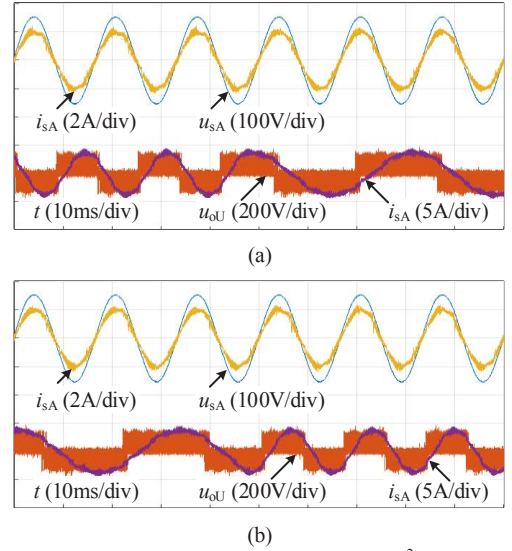 isA (2A/div) usA (100V/div)
t (10ms/div) uoU (200V/div) isA (5A/div)
(a)
isA (2A/div) usA (100V/div)
t (10ms/div) uoU (200V/div) isA (5A/div)
(b)